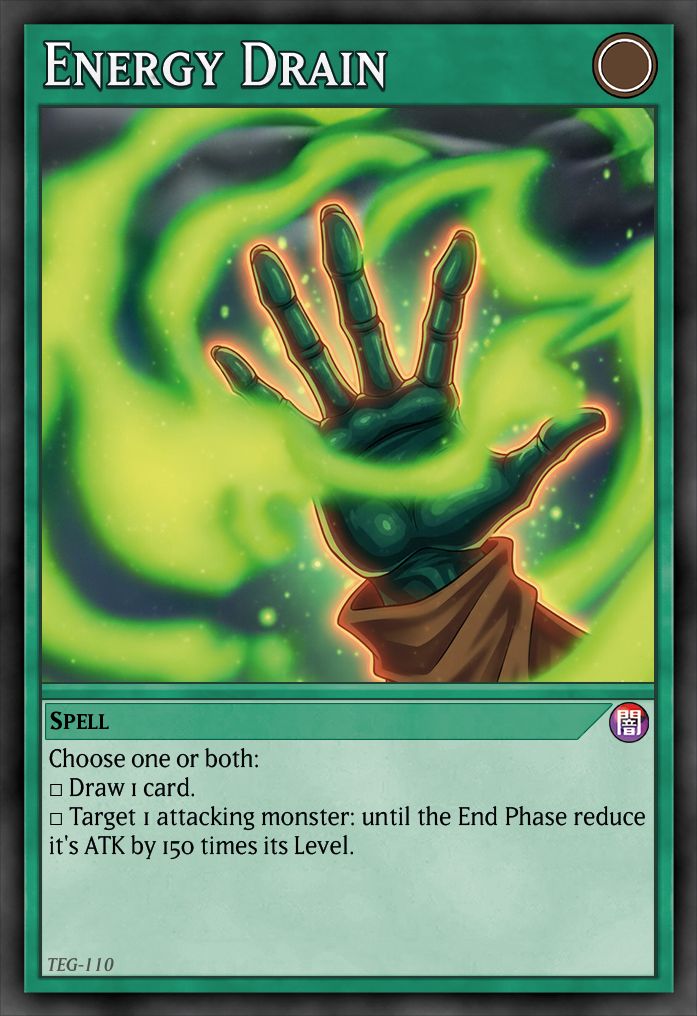 Energy Drain
Spell
闇
Choose one or both:
□ Draw 1 card.
□ Target 1 attacking monster: until the End Phase reduce
it's ATK by 150 times its Level.
TEG-110